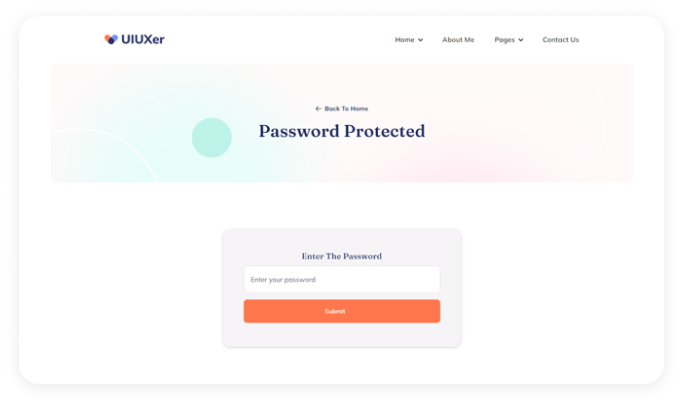 UIUXer
Home About Me Pages Contact Us
Back To Home
Password Protected
Enter The Password
Enter your password
Submit